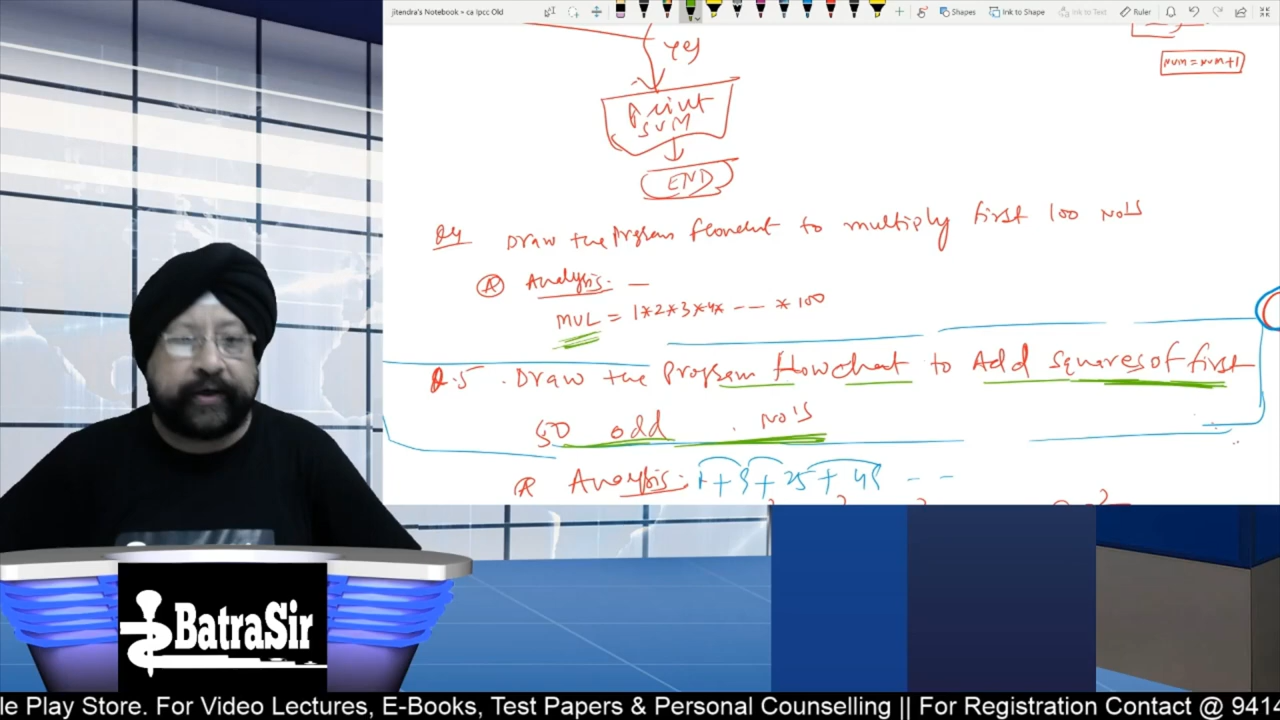 jitendra's Notebook » ca Ipcc Old
Shapes
Ink to Shape
Ink to Text
Ruler
yes
NUM = NUM+1
Print
SUM
END
Q4 Draw the Program flowchart to multiply first 100 No's
A Analysis. —
MUL = 1*2*3*4* - - - * 100
Q.5. Draw the Program flowchart to Add squares of first
50 odd No's
A Analysis: 1+9+25+49 - -
BatraSir
le Play Store. For Video Lectures, E-Books, Test Papers & Personal Counselling || For Registration Contact @ 9414